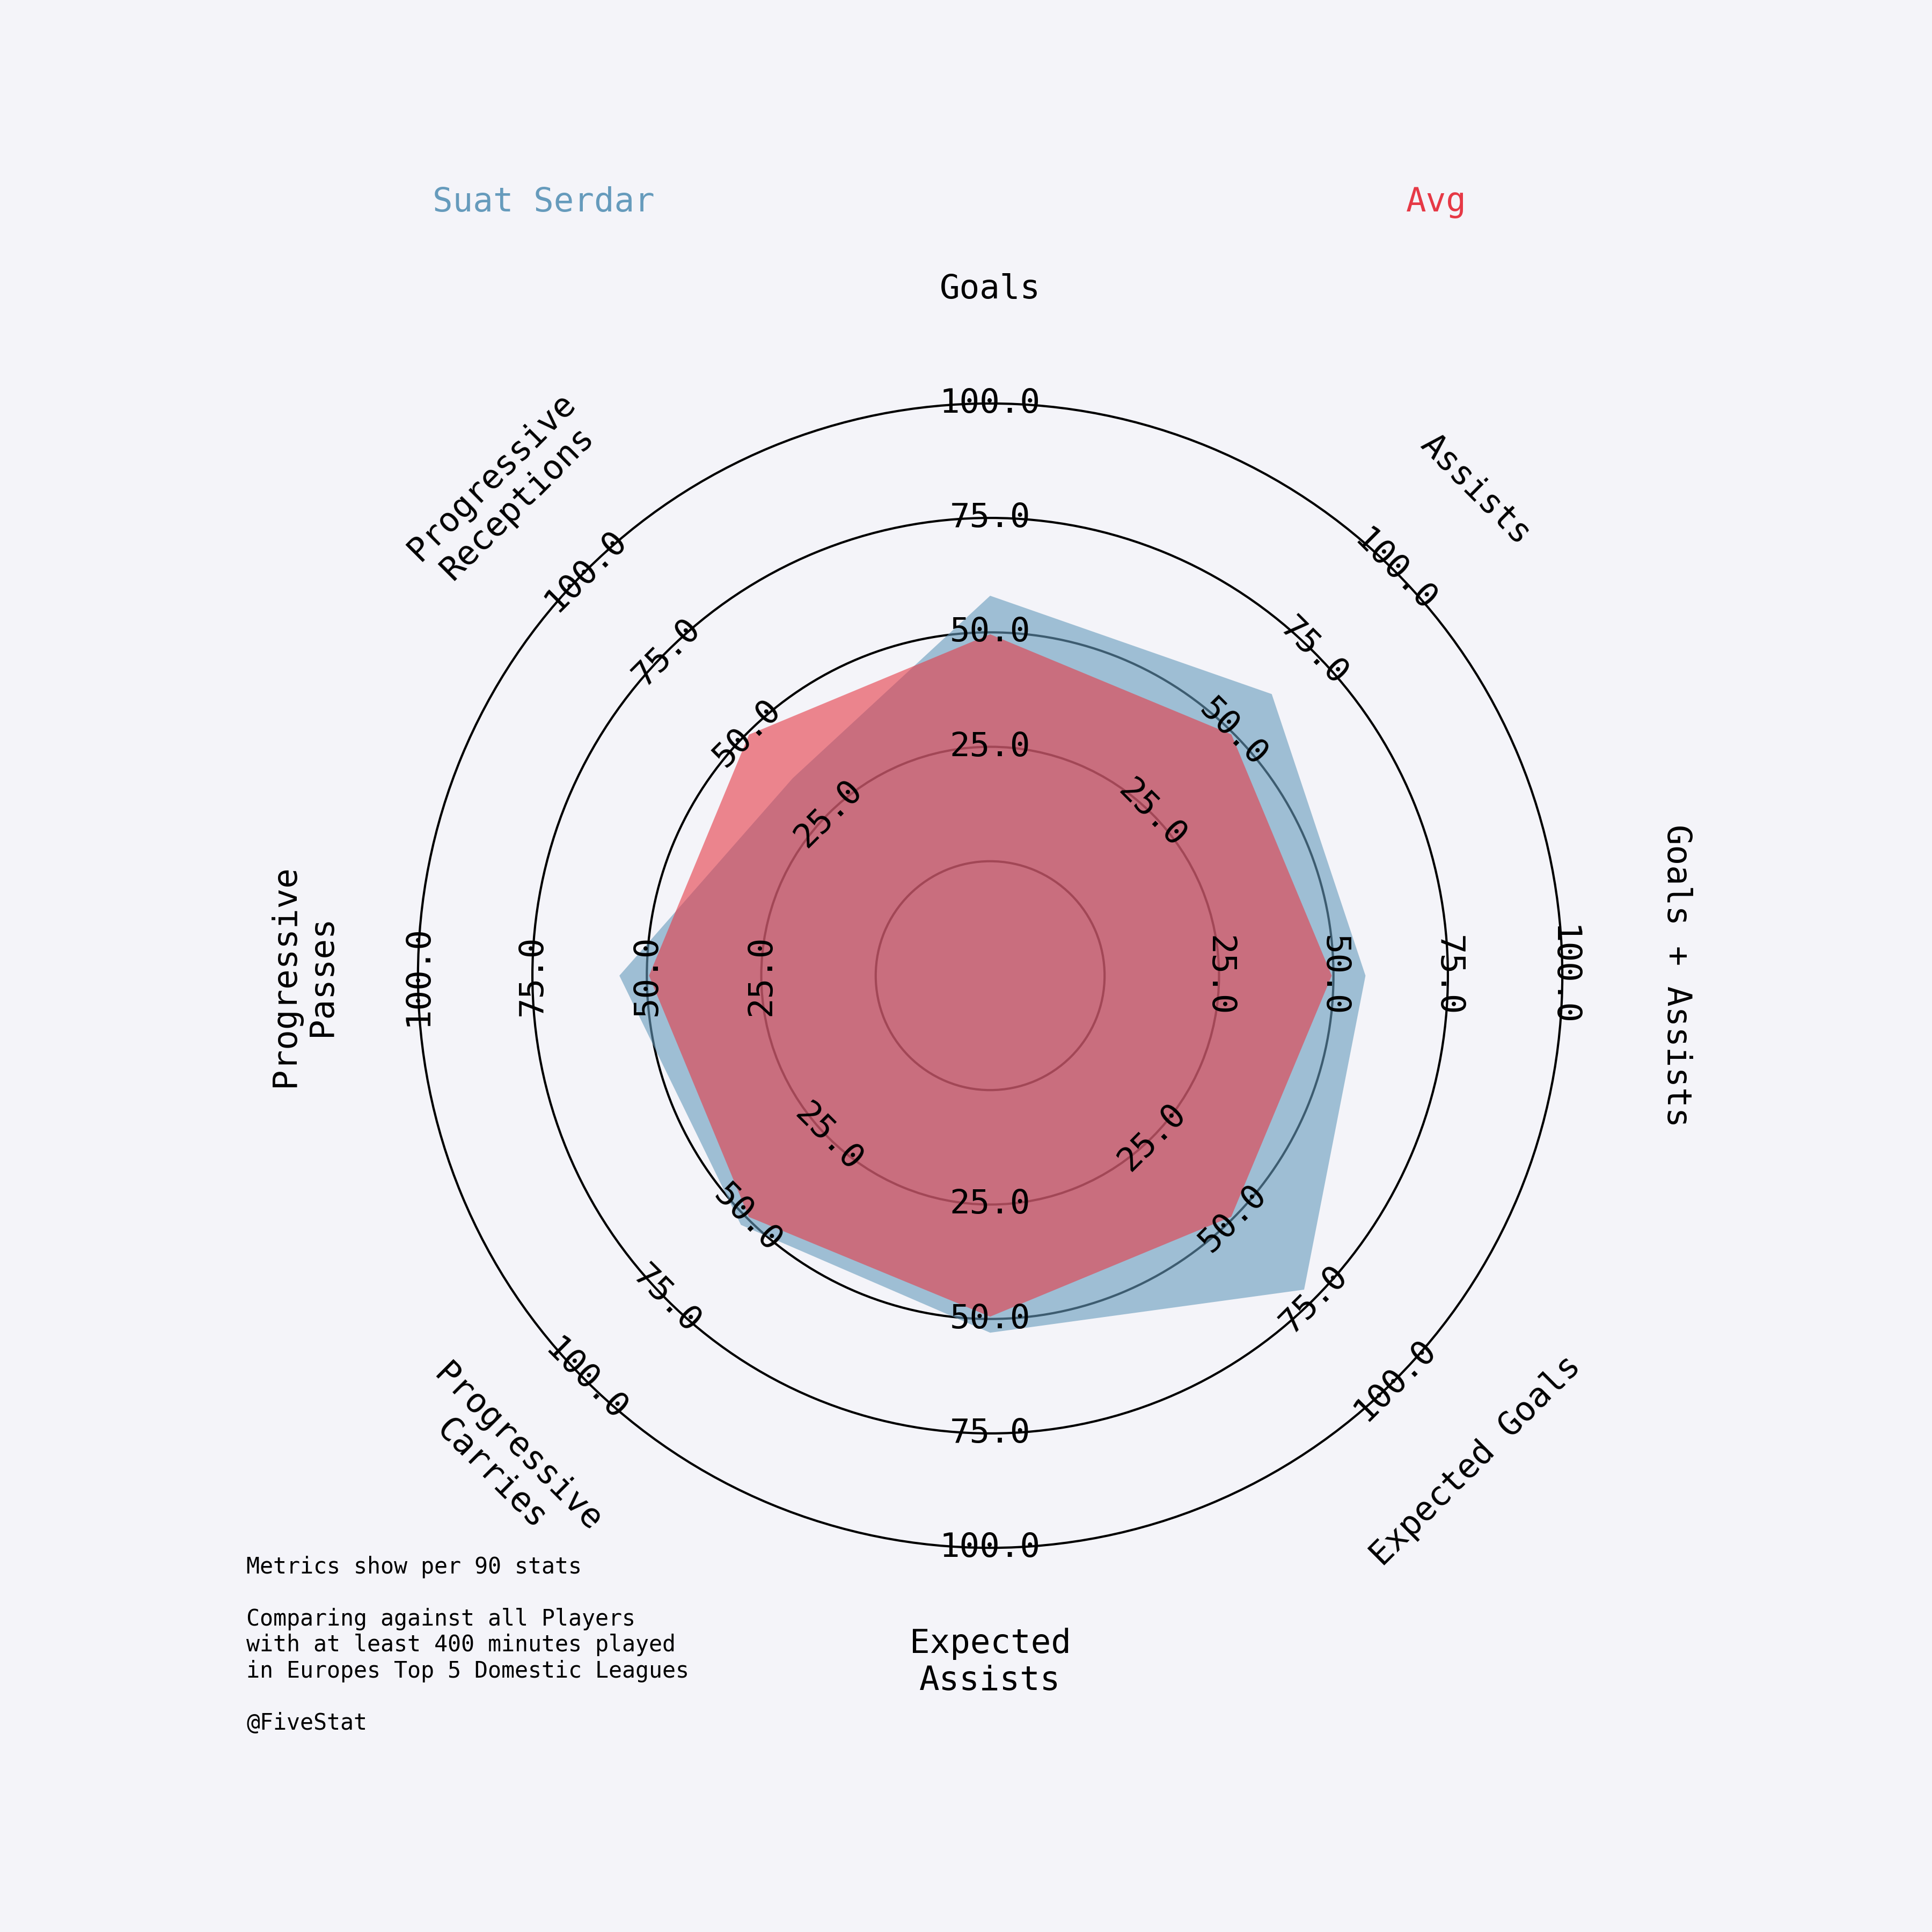 Suat Serdar
Avg
Goals
Assists
Goals + Assists
Expected Goals
Expected
Assists
Progressive
Carries
Progressive
Passes
Progressive
Receptions
100.0
75.0
50.0
25.0
100.0
75.0
50.0
25.0
100.0
75.0
50.0
25.0
100.0
75.0
50.0
25.0
25.0
50.0
75.0
100.0
25.0
50.0
75.0
100.0
100.0
75.0
50.0
25.0
100.0
75.0
50.0
25.0
Metrics show per 90 stats
Comparing against all Players
with at least 400 minutes played
in Europes Top 5 Domestic Leagues
@FiveStat